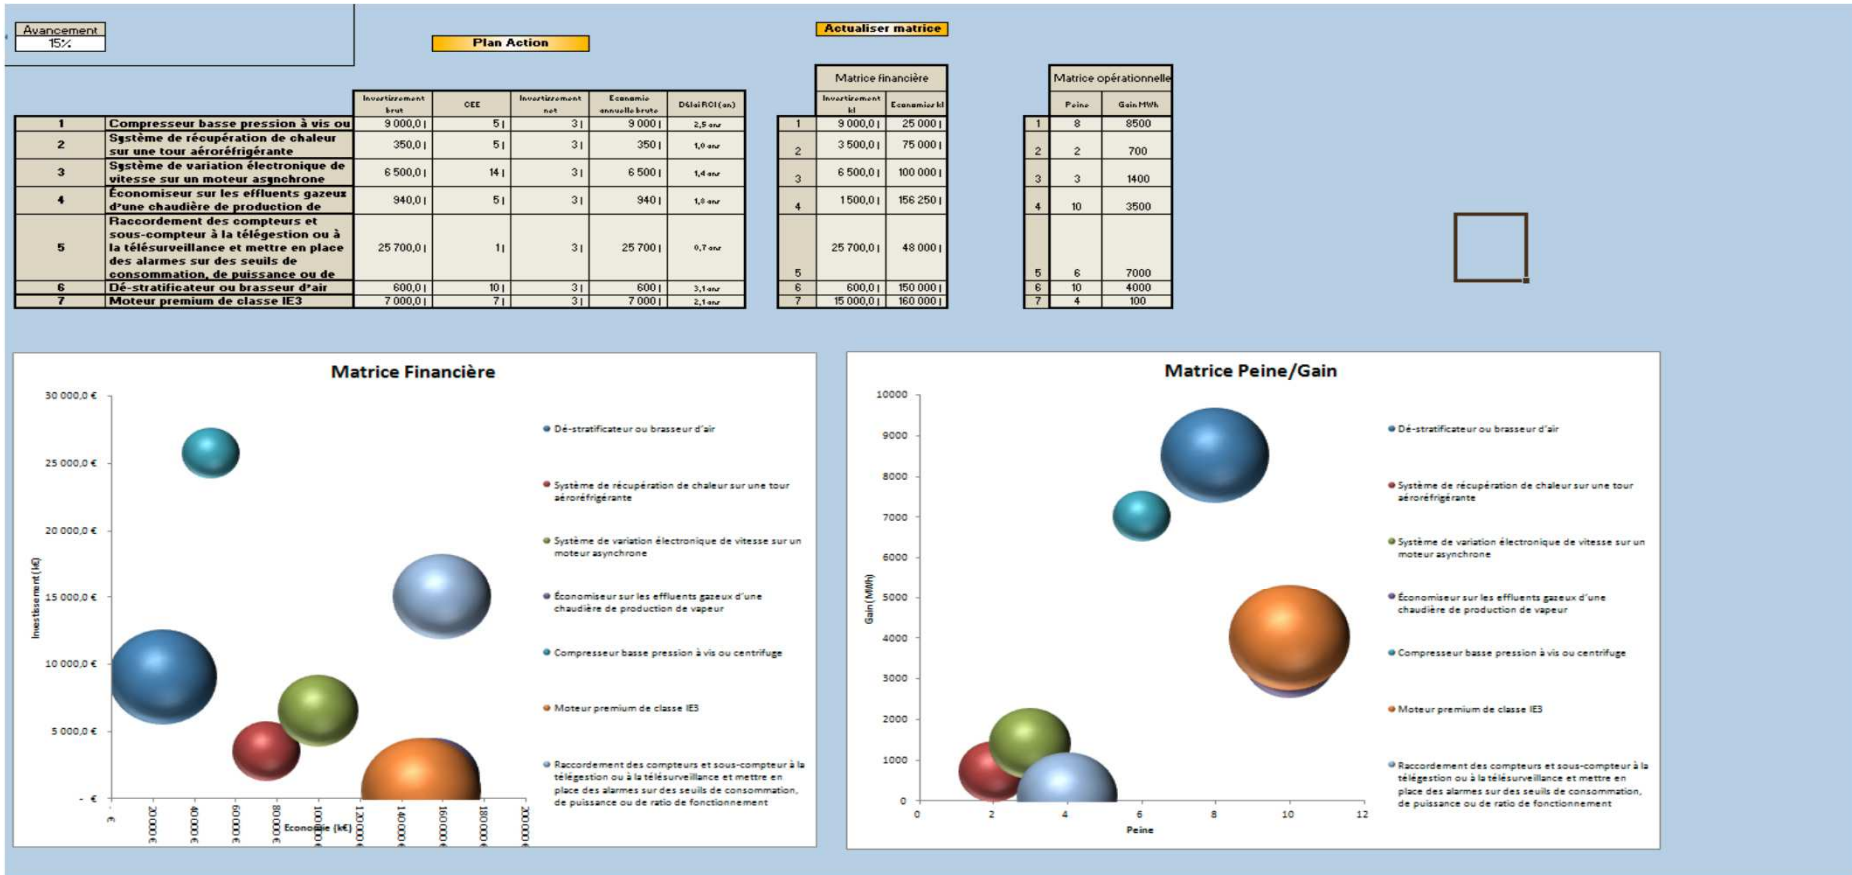 Avancement
15%
Plan Action
Actualiser matrice
Investissement brut CEE Investissement net Economie annuelle brute Délai ROI (an)
1 Compresseur basse pression à vis ou 9 000,0 5 3 9 000 2,5 ans
2 Système de récupération de chaleur sur une tour aéroréfrigérante 350,0 5 3 350 1,0 ans
3 Système de variation électronique de vitesse sur un moteur asynchrone 6 500,0 14 3 6 500 1,4 ans
4 Économiseur sur les effluents gazeux d'une chaudière de production de 940,0 5 3 940 1,0 ans
5 Raccordement des compteurs et sous-compteur à la télégestion ou à la télésurveillance et mettre en place des alarmes sur des seuils de consommation, de puissance ou de 25 700,0 1 3 25 700 0,7 ans
6 Dé-stratificateur ou brasseur d'air 600,0 10 3 600 3,1 ans
7 Moteur premium de classe IE3 7 000,0 7 3 7 000 2,1 ans
Matrice financière
Investirement Economies
1 9 000,0 25 000
2 3 500,0 75 000
3 6 500,0 100 000
4 1 500,0 156 250
5 25 700,0 48 000
6 600,0 150 000
7 15 000,0 160 000
Matrice opérationnelle
Peine Gain MWh
1 8 8500
2 2 700
3 3 1400
4 10 3500
5 6 7000
6 10 4000
7 4 100
Matrice Financière
30 000,0 €
25 000,0 €
20 000,0 €
15 000,0 €
10 000,0 €
5 000,0 €
- €
Investissement (k€)
Economie (k€)
Dé-stratificateur ou brasseur d'air
Système de récupération de chaleur sur une tour
aéroréfrigérante
Système de variation électronique de vitesse sur un
moteur asynchrone
Économiseur sur les effluents gazeux d'une
chaudière de production de vapeur
Compresseur basse pression à vis ou centrifuge
Moteur premium de classe IE3
Raccordement des compteurs et sous-compteur à la
télégestion ou à la télésurveillance et mettre en
place des alarmes sur des seuils de consommation,
de puissance ou de ratio de fonctionnement
Matrice Peine/Gain
10000
9000
8000
7000
6000
5000
4000
3000
2000
1000
0
Gain (MWh)
0 2 4 6 8 10 12
Peine
Dé-stratificateur ou brasseur d'air
Système de récupération de chaleur sur une tour
aéroréfrigérante
Système de variation électronique de vitesse sur un
moteur asynchrone
Économiseur sur les effluents gazeux d'une
chaudière de production de vapeur
Compresseur basse pression à vis ou centrifuge
Moteur premium de classe IE3
Raccordement des compteurs et sous-compteur à la
télégestion ou à la télésurveillance et mettre en
place des alarmes sur des seuils de consommation,
de puissance ou de ratio de fonctionnement